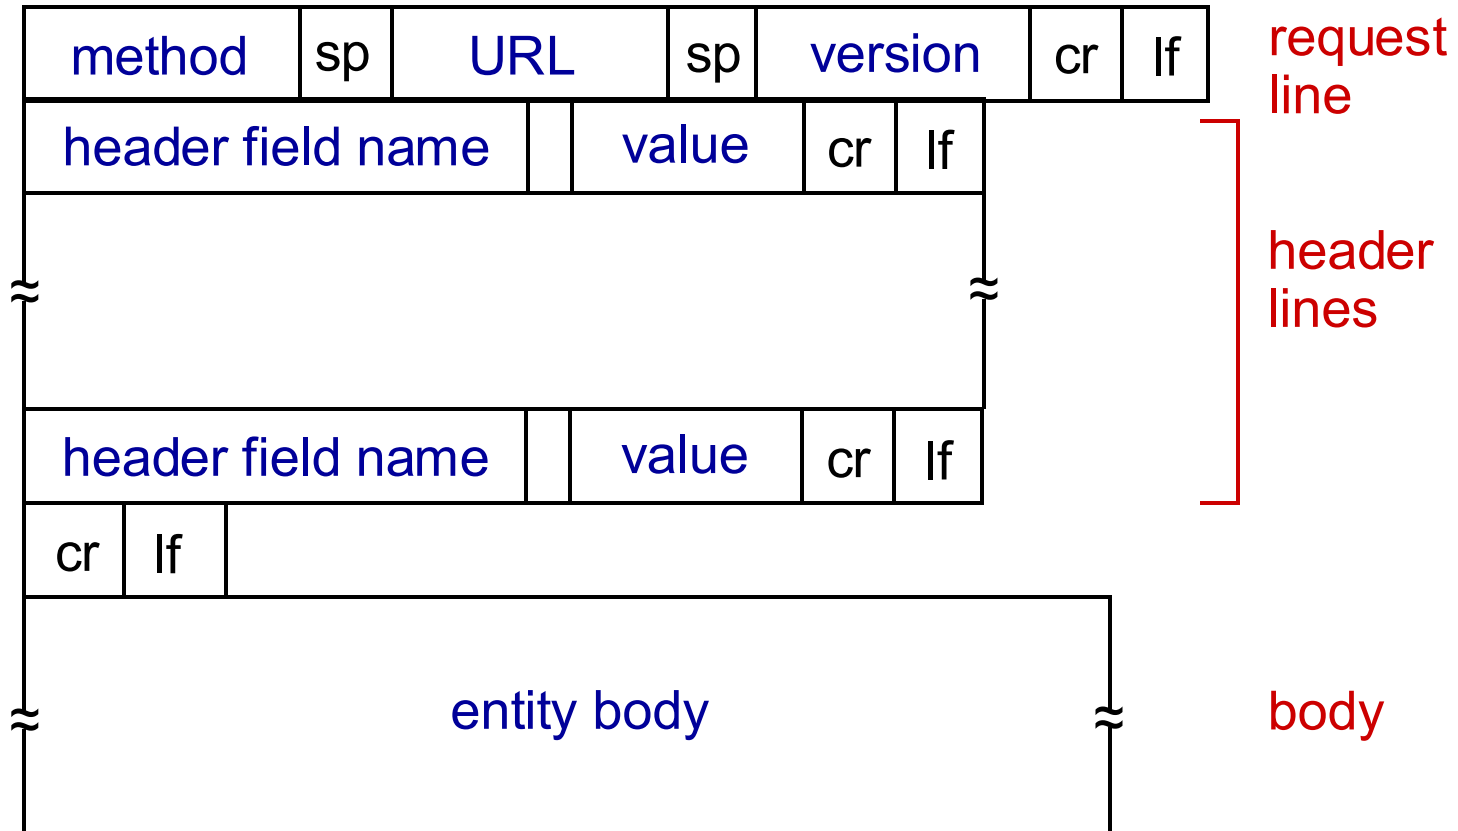 method sp URL sp version cr lf request
line
header field name value cr lf
header
lines
header field name value cr lf
cr lf
entity body body